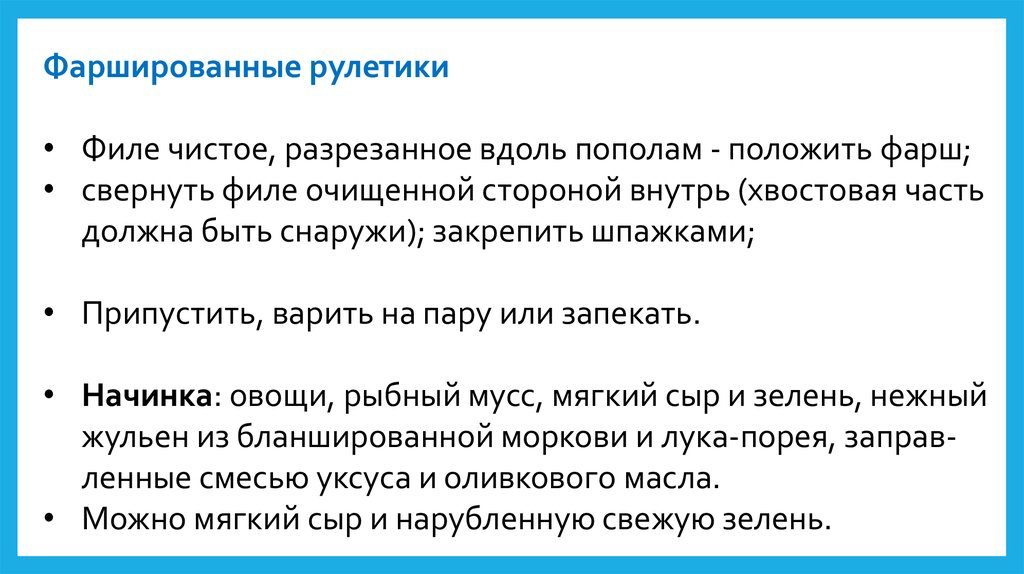 Фаршированные рулетики
• Филе чистое, разрезанное вдоль пополам - положить фарш;
• свернуть филе очищенной стороной внутрь (хвостовая часть
должна быть снаружи); закрепить шпажками;
• Припустить, варить на пару или запекать.
• Начинка: овощи, рыбный мусс, мягкий сыр и зелень, нежный
жульен из бланшированной моркови и лука-порея, заправ-
ленные смесью уксуса и оливкового масла.
• Можно мягкий сыр и нарубленную свежую зелень.